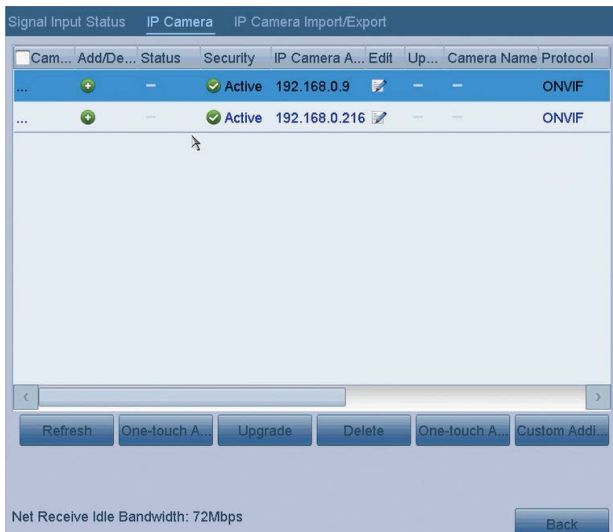 Signal Input Status IP Camera IP Camera Import/Export
Cam... Add/De... Status Security IP Camera A... Edit Up... Camera Name Protocol
... – Active 192.168.0.9 – – ONVIF
... – Active 192.168.0.216 – – ONVIF
Refresh One-touch A... Upgrade Delete One-touch A... Custom Addi...
Net Receive Idle Bandwidth: 72Mbps
Back